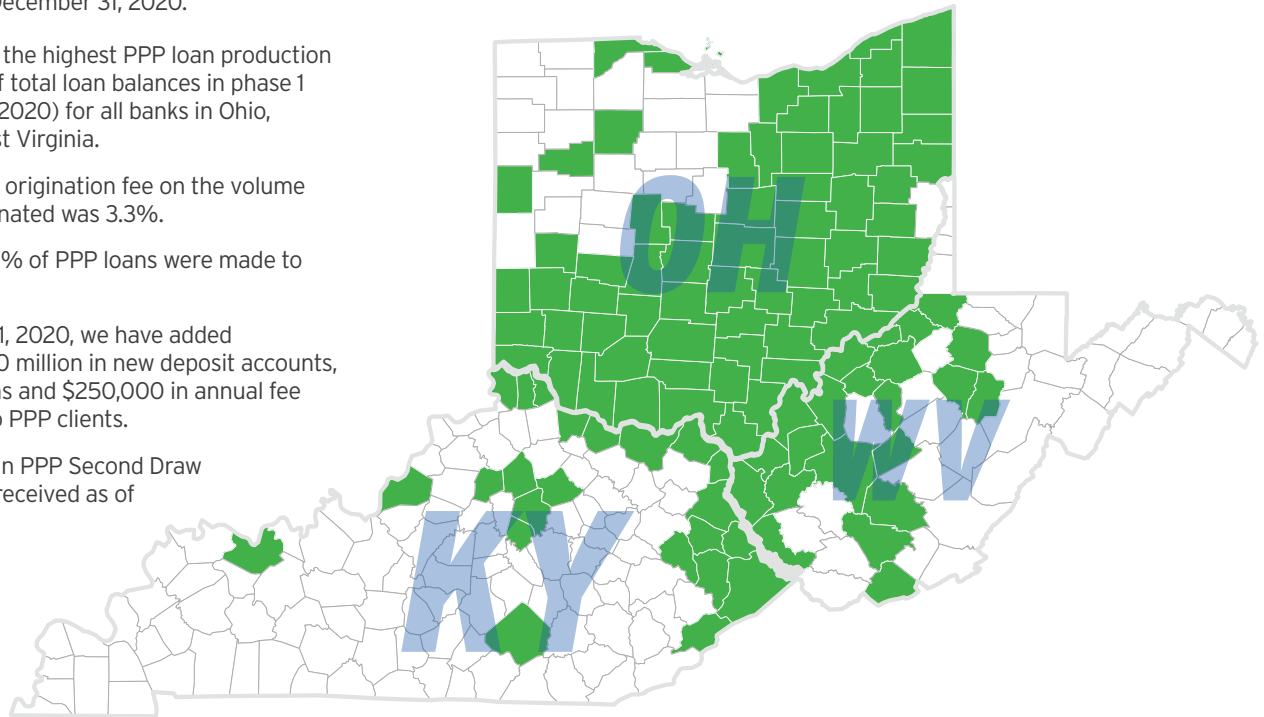 December 31, 2020.
the highest PPP loan production
f total loan balances in phase 1
2020) for all banks in Ohio,
st Virginia.
origination fee on the volume
nated was 3.3%.
% of PPP loans were made to
1, 2020, we have added
0 million in new deposit accounts,
ns and $250,000 in annual fee
o PPP clients.
n PPP Second Draw
received as of
OH
WV
KY